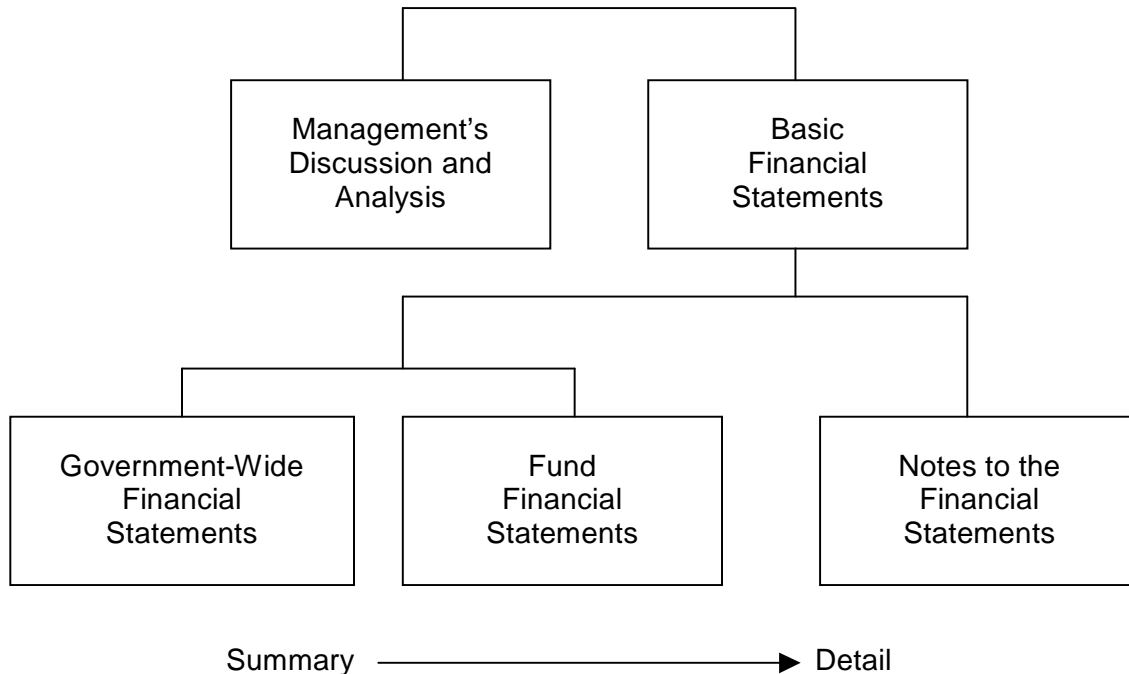 Management’s
Discussion and
Analysis
Basic
Financial
Statements
Government-Wide
Financial
Statements
Fund
Financial
Statements
Notes to the
Financial
Statements
Summary
Detail